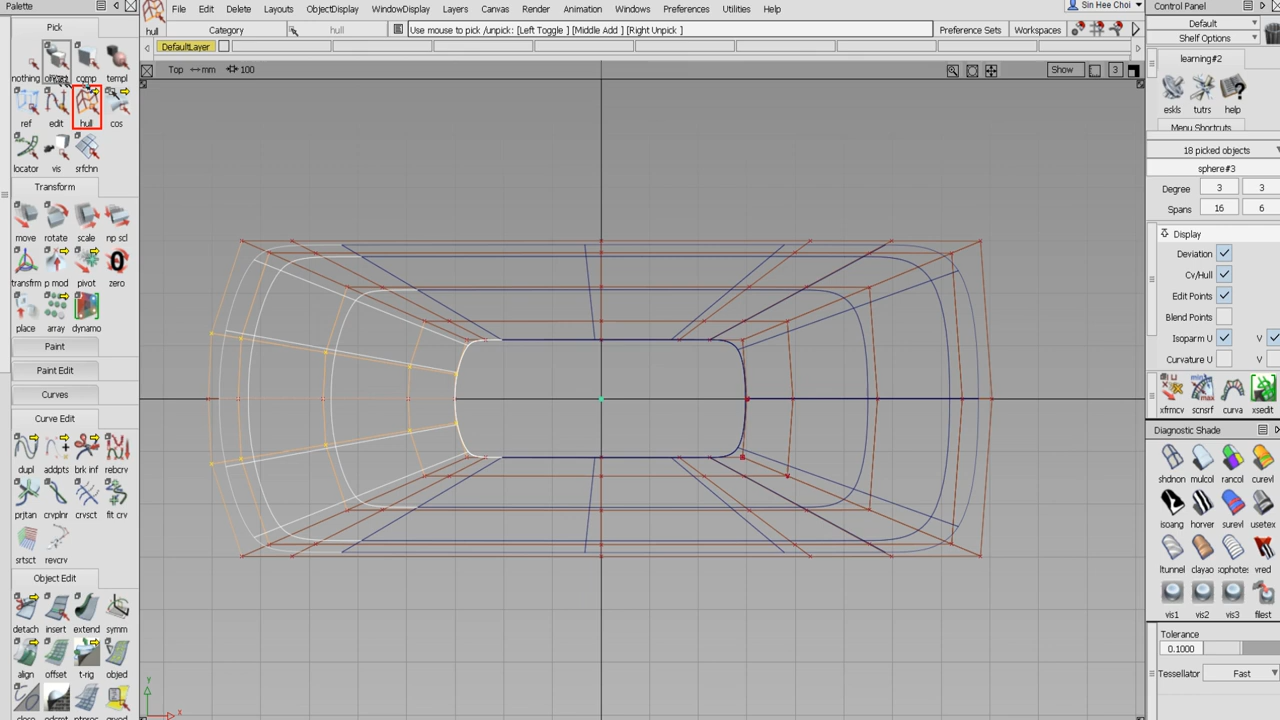 Palette
Pick
nothing
comp
templ
ref
edit
hull
cos
locator
vis
srfchn
Transform
move
rotate
scale
np scl
transfrm
p mod
pivot
zero
place
array
dynamo
Paint
Paint Edit
Curves
Curve Edit
dupl
addpts
brk inf
rebcrv
prjtan
crvplnr
crvsct
fit crv
srtsct
revcrv
Object Edit
detach
insert
extend
symm
align
offset
t-rig
objed
File
Edit
Delete
Layouts
ObjectDisplay
WindowDisplay
Layers
Canvas
Render
Animation
Windows
Preferences
Utilities
Help
Sin Hee Choi
hull
Category
hull
Use mouse to pick /unpick: [Left Toggle ] [Middle Add ] [Right Unpick ]
Preference Sets
Workspaces
DefaultLayer
Top
mm
100
Show
3
y
x
Control Panel
Default
Shelf Options
learning#2
eskls
tutrs
help
Menu Shortcuts
18 picked objects
sphere#3
Degree
3
3
Spans
16
6
Display
Deviation
Cv/Hull
Edit Points
Blend Points
Isoparm U
V
Curvature U
V
xfrmcv
scnsrf
curva
xsedit
Diagnostic Shade
shdnon
mulcol
rancol
curevl
isoang
horver
surevl
usetex
ltunnel
clayao
sophotes
vred
vis1
vis2
vis3
filest
Tolerance
0.1000
Tessellator
Fast